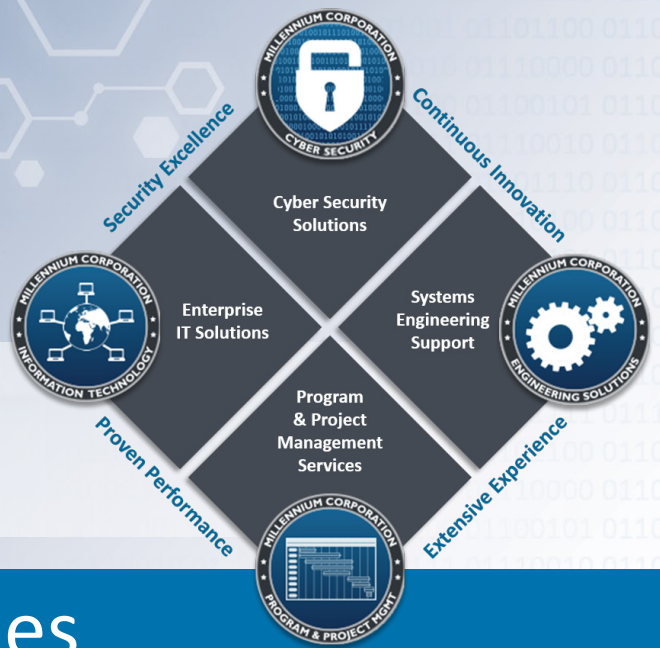 MILLENNIUM CORPORATION
CYBER SECURITY
Security Excellence
Continuous Innovation
Cyber Security
Solutions
MILLENNIUM CORPORATION
INFORMATION TECHNOLOGY
Enterprise
IT Solutions
Systems
Engineering
Support
MILLENNIUM CORPORATION
ENGINEERING SOLUTIONS
Program
& Project
Management
Services
Proven Performance
Extensive Experience
MILLENNIUM CORPORATION
PROGRAM & PROJECT MGMT
es